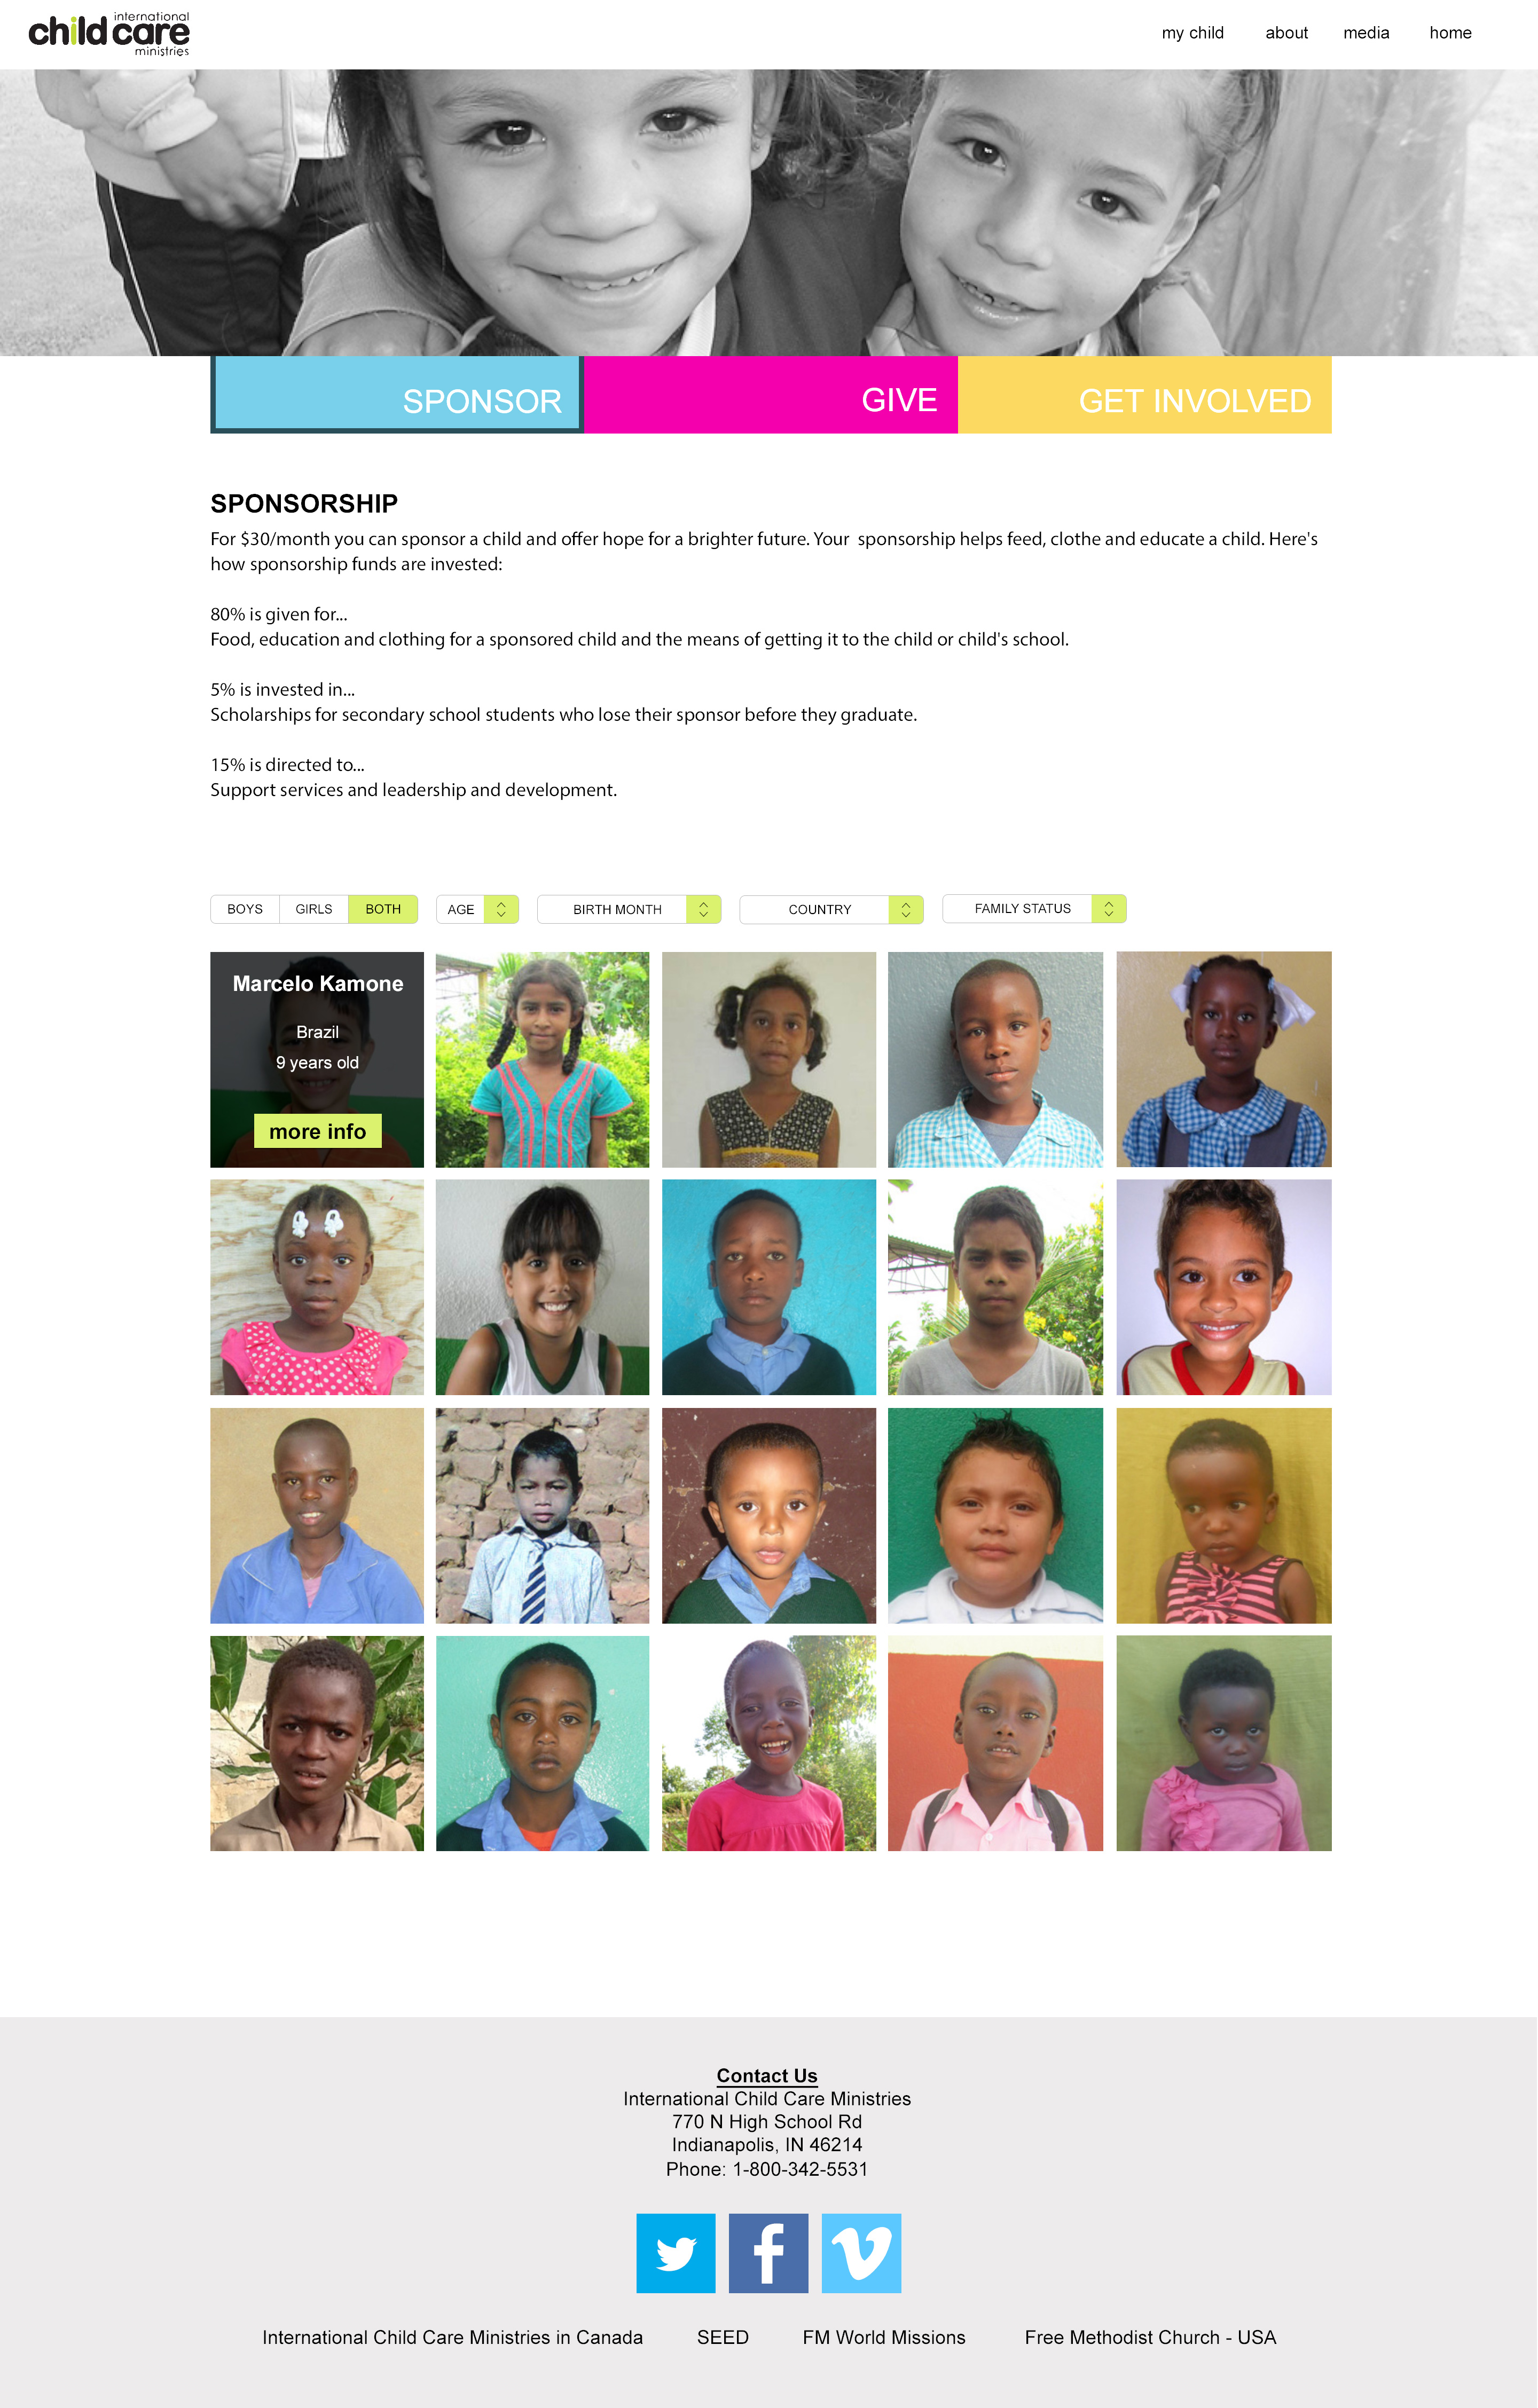 international
child care
ministries
my child about media home
SPONSOR GIVE GET INVOLVED
SPONSORSHIP
For $30/month you can sponsor a child and offer hope for a brighter future. Your  sponsorship helps feed, clothe and educate a child. Here's
how sponsorship funds are invested:
80% is given for...
Food, education and clothing for a sponsored child and the means of getting it to the child or child's school.
5% is invested in...
Scholarships for secondary school students who lose their sponsor before they graduate.
15% is directed to...
Support services and leadership and development.
BOYS GIRLS BOTH AGE BIRTH MONTH COUNTRY FAMILY STATUS
Marcelo Kamone
Brazil
9 years old
more info
Contact Us
International Child Care Ministries
770 N High School Rd
Indianapolis, IN 46214
Phone: 1-800-342-5531
International Child Care Ministries in Canada SEED FM World Missions Free Methodist Church - USA